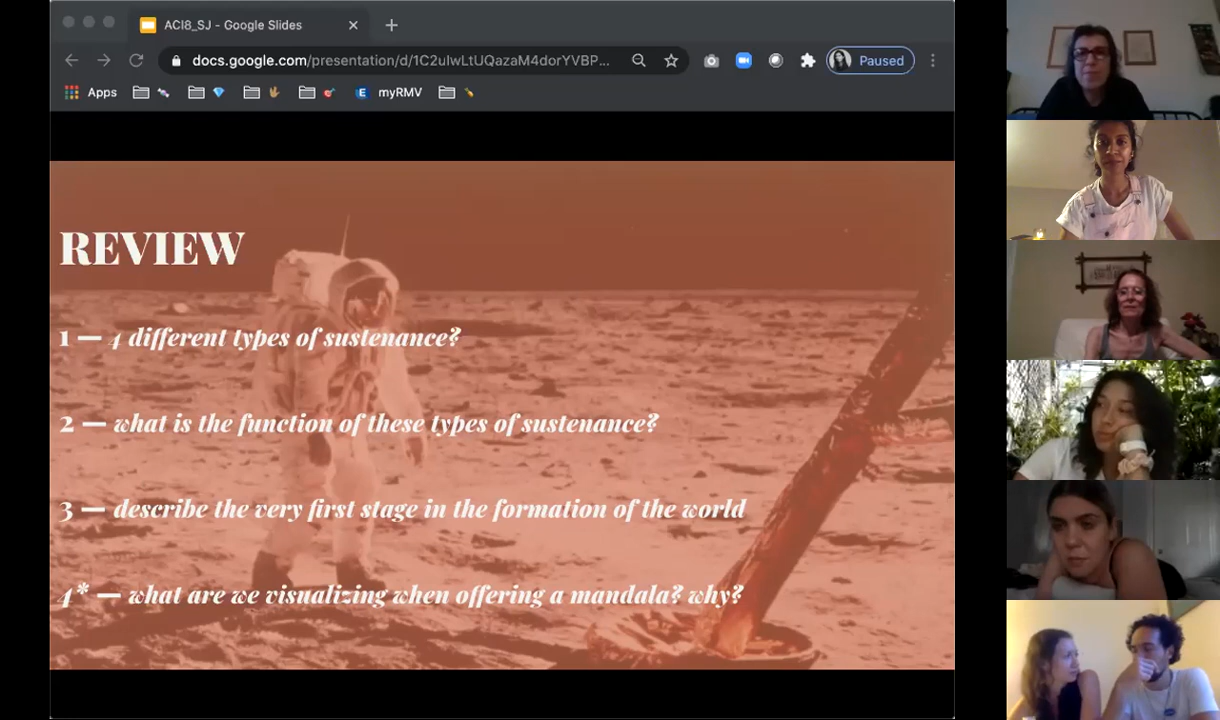 ACI8_SJ - Google Slides
docs.google.com/presentation/d/1C2ulwLtUQazaM4dorYVBP...
Paused
Apps
myRMV
REVIEW
1 — 4 different types of sustenance?
2 — what is the function of these types of sustenance?
3 — describe the very first stage in the formation of the world
4* — what are we visualizing when offering a mandala? why?